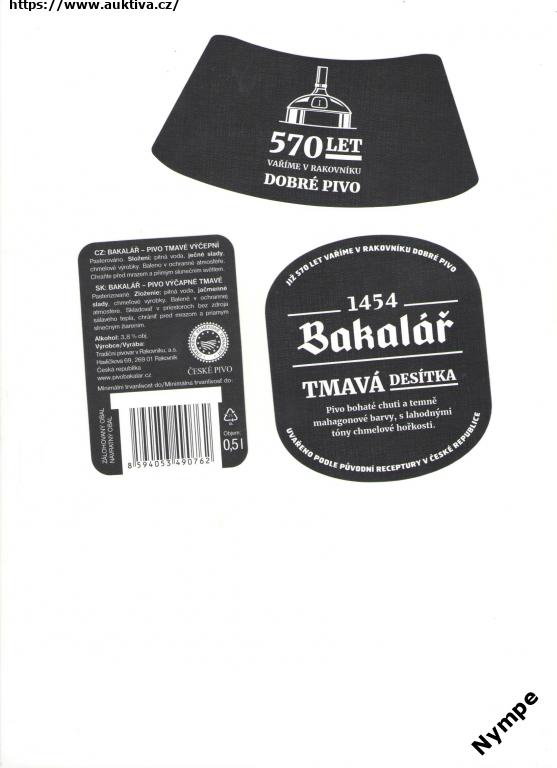 https://www.auktiva.cz/
570 LET
VAŘÍME V RAKOVNÍKU
DOBRÉ PIVO
CZ: BAKALÁŘ – PIVO TMAVÉ VÝČEPNÍ
Pasterováno. Složení: pitná voda, ječné slady,
chmelové výrobky. Baleno v ochranné atmosféře.
Chraňte před mrazem a přímým slunečním světlem.
SK: BAKALÁŘ – PIVO VÝČAPNÉ TMAVÉ
Pasterizované. Zloženie: pitná voda, jačmenné
slady, chmeľové výrobky. Balené v ochrannej
atmosfére. Skladovať v priestoroch bez zdroja
sálavého tepla, chrániť pred mrazom a priamym
slnečným žiarením.
Alkohol: 3,8 % obj.
Výrobce/Výrobca:
Tradiční pivovar v Rakovníku, a.s.
Havlíčkova 69, 269 01 Rakovník
Česká republika
www.pivobakalar.cz
ČESKÉ PIVO
Minimální trvanlivost do/Minimálna trvanlivosť do:
ZÁLOHOVANÝ OBAL
NÁVRATNÝ OBAL
8 594053 490762
GL
Objem:
0,5 l
JIŽ 570 LET VAŘÍME V RAKOVNÍKU DOBRÉ PIVO
1454
Bakalář
TMAVÁ DESÍTKA
Pivo bohaté chuti a temně
mahagonové barvy, s lahodnými
tóny chmelové hořkosti.
UVAŘENO PODLE PŮVODNÍ RECEPTURY V ČESKÉ REPUBLICE
Nympe